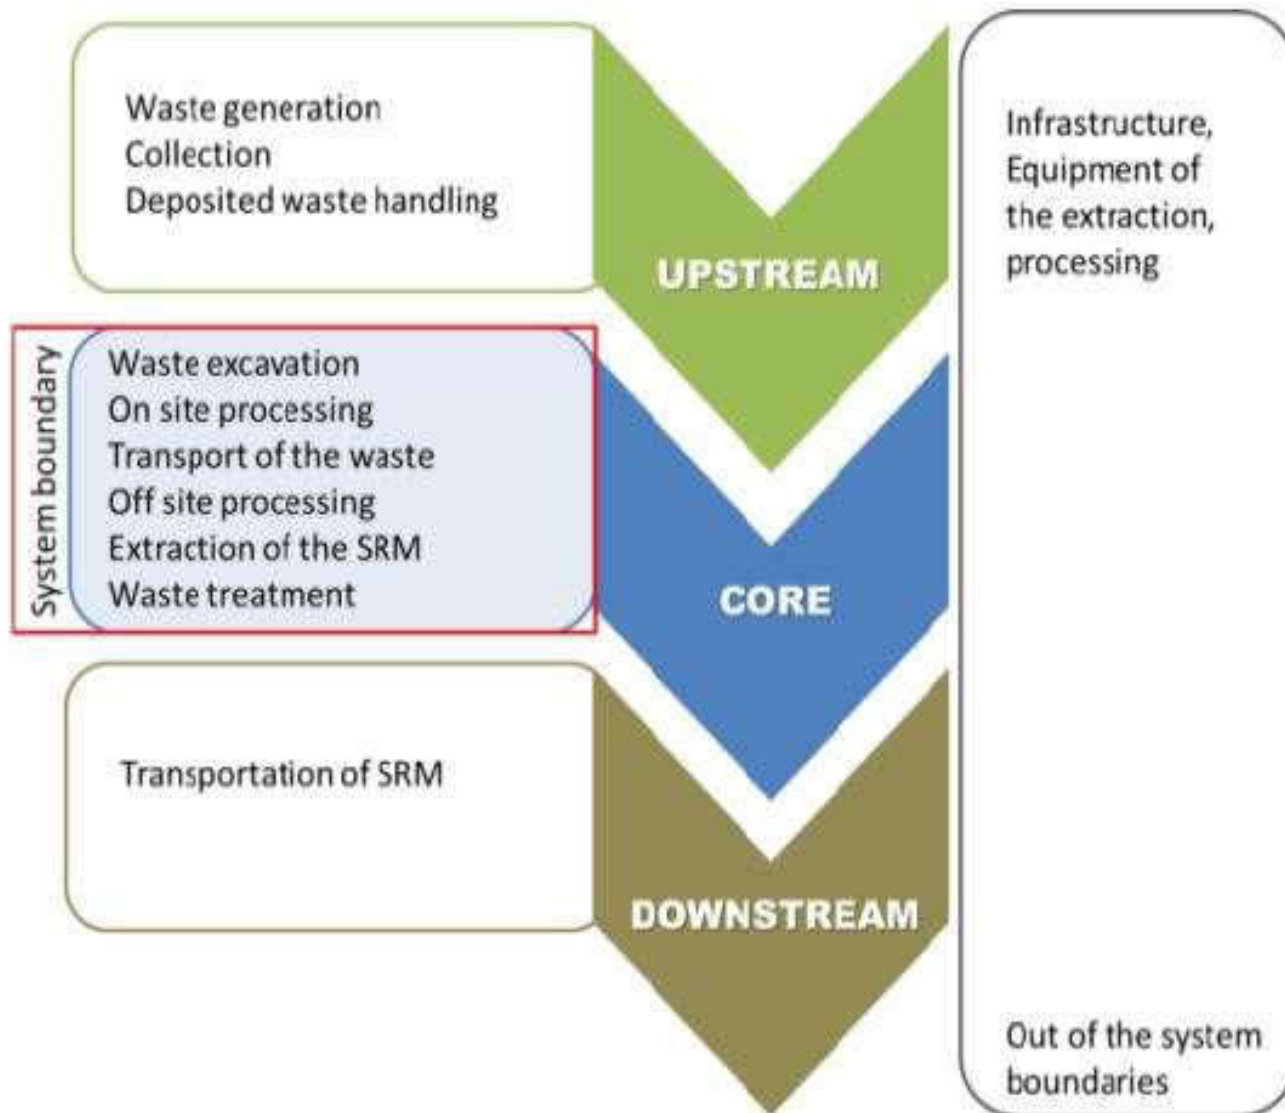 Waste generation
Collection
Deposited waste handling
UPSTREAM
Infrastructure,
Equipment of
the extraction,
processing
System boundary
Waste excavation
On site processing
Transport of the waste
Off site processing
Extraction of the SRM
Waste treatment
CORE
Transportation of SRM
DOWNSTREAM
Out of the system
boundaries